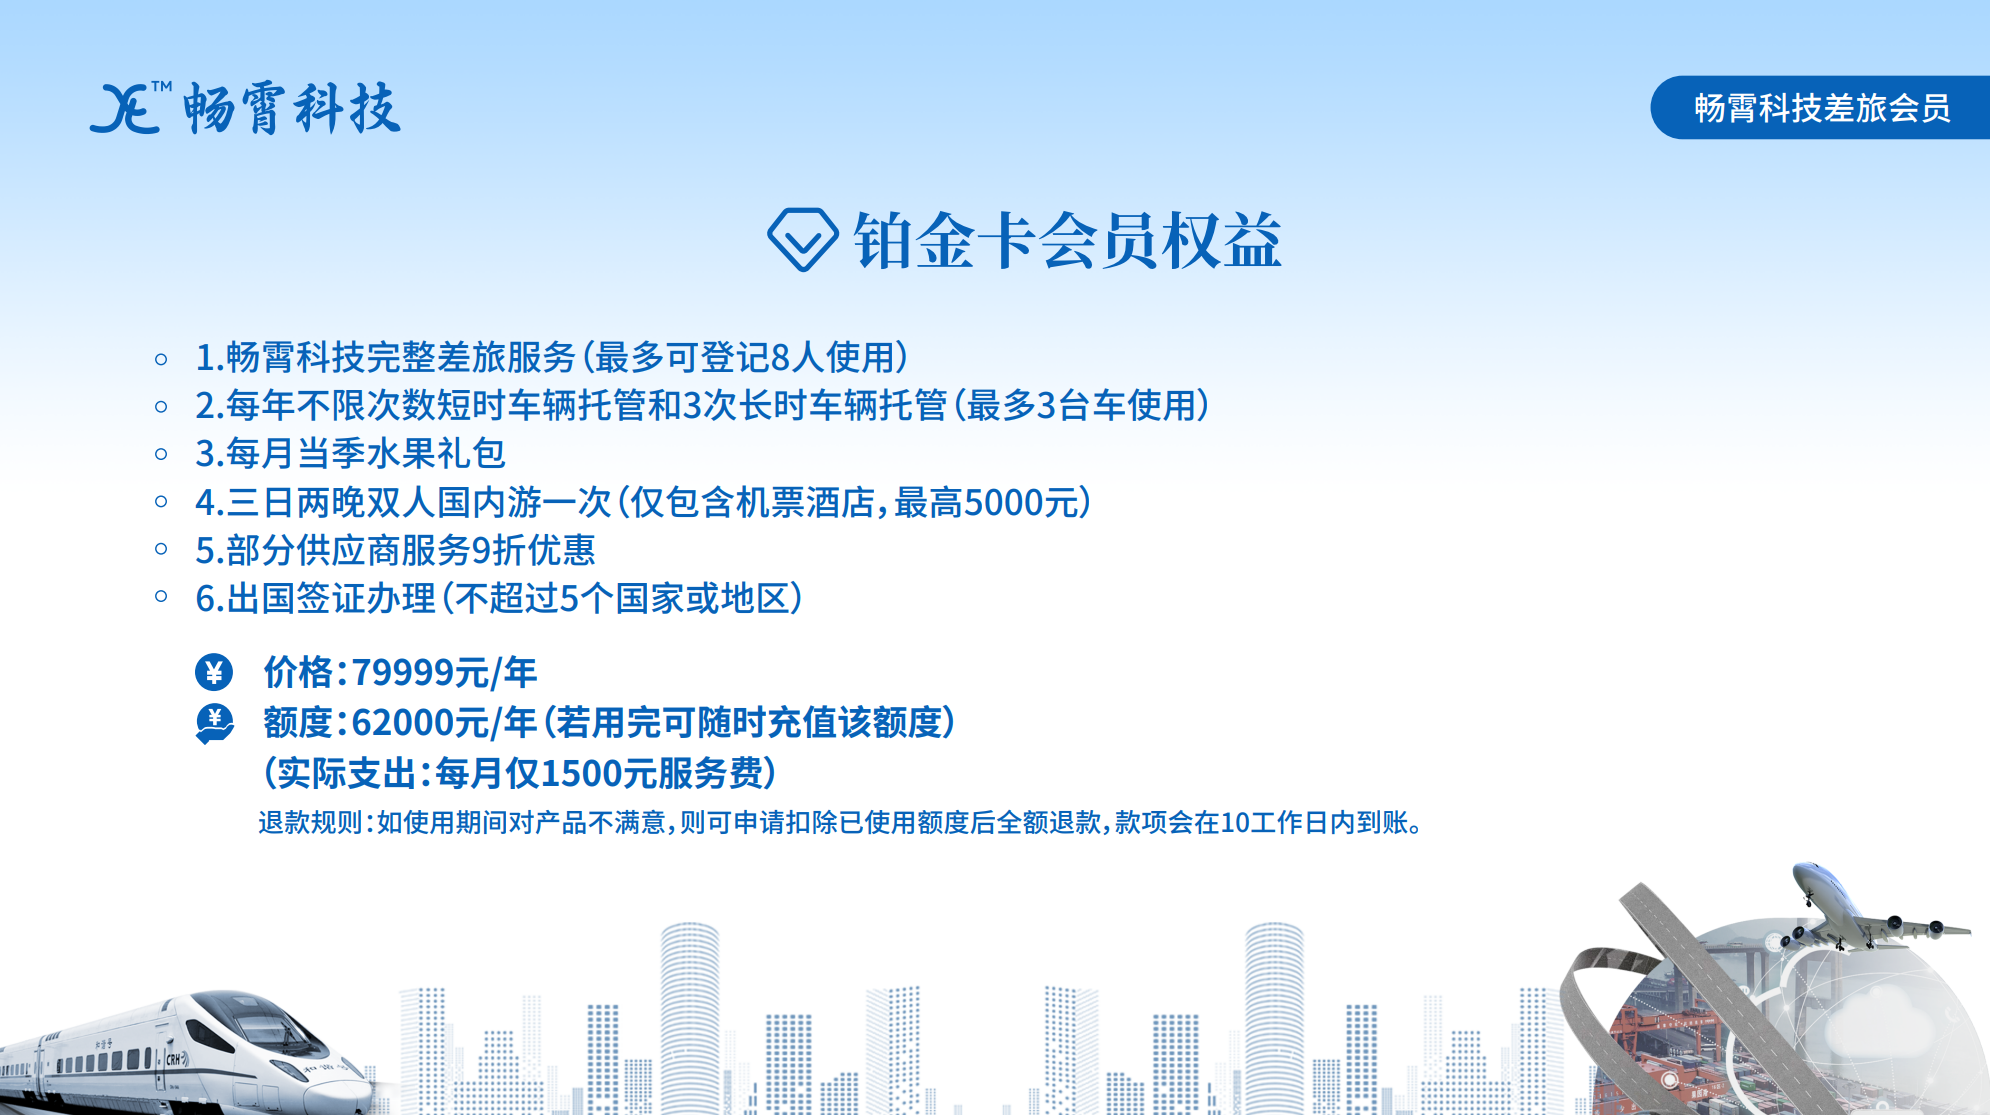 TM 畅霄科技
畅霄科技差旅会员
铂金卡会员权益
1.畅霄科技完整差旅服务（最多可登记8人使用）
2.每年不限次数短时车辆托管和3次长时车辆托管（最多3台车使用）
3.每月当季水果礼包
4.三日两晚双人国内游一次（仅包含机票酒店，最高5000元）
5.部分供应商服务9折优惠
6.出国签证办理（不超过5个国家或地区）
¥ 价格：79999元/年
¥ 额度：62000元/年（若用完可随时充值该额度）
（实际支出：每月仅1500元服务费）
退款规则：如使用期间对产品不满意，则可申请扣除已使用额度后全额退款，款项会在10工作日内到账。
和谐号
CRH